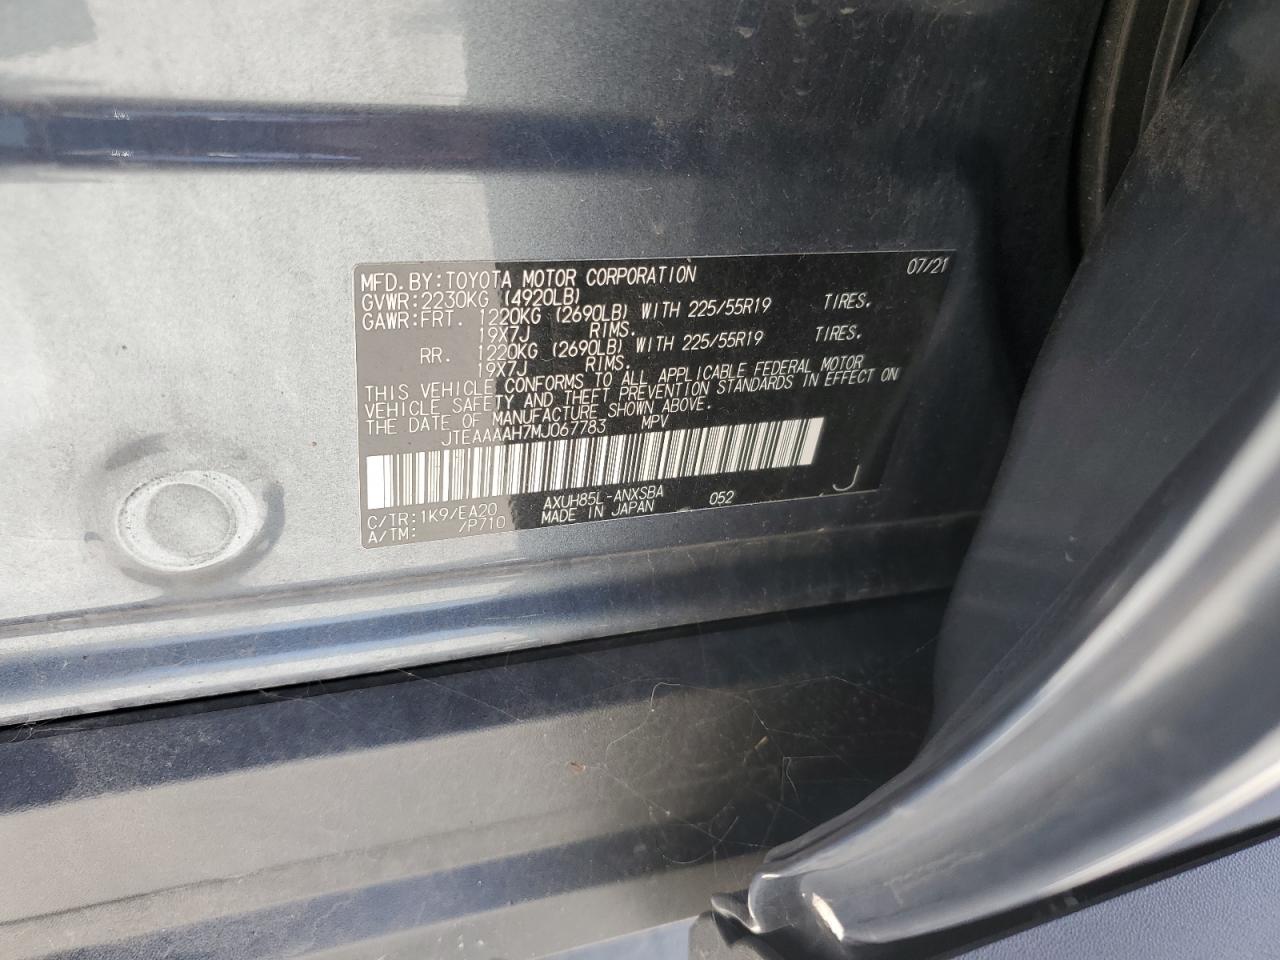 MFD. BY: TOYOTA MOTOR CORPORATION 07/21
GVWR: 2230KG (4920LB)
GAWR: FRT. 1220KG (2690LB) WITH 225/55R19 TIRES.
19X7J RIMS.
RR. 1220KG (2690LB) WITH 225/55R19 TIRES.
19X7J RIMS.
THIS VEHICLE CONFORMS TO ALL APPLICABLE FEDERAL MOTOR
VEHICLE SAFETY AND THEFT PREVENTION STANDARDS IN EFFECT ON
THE DATE OF MANUFACTURE SHOWN ABOVE.
JTEAAAAH7MJ067783 MPV
J
C/TR: 1K9/EA20 AXUH85L-ANXSBA 052
A/TM: /P710 MADE IN JAPAN